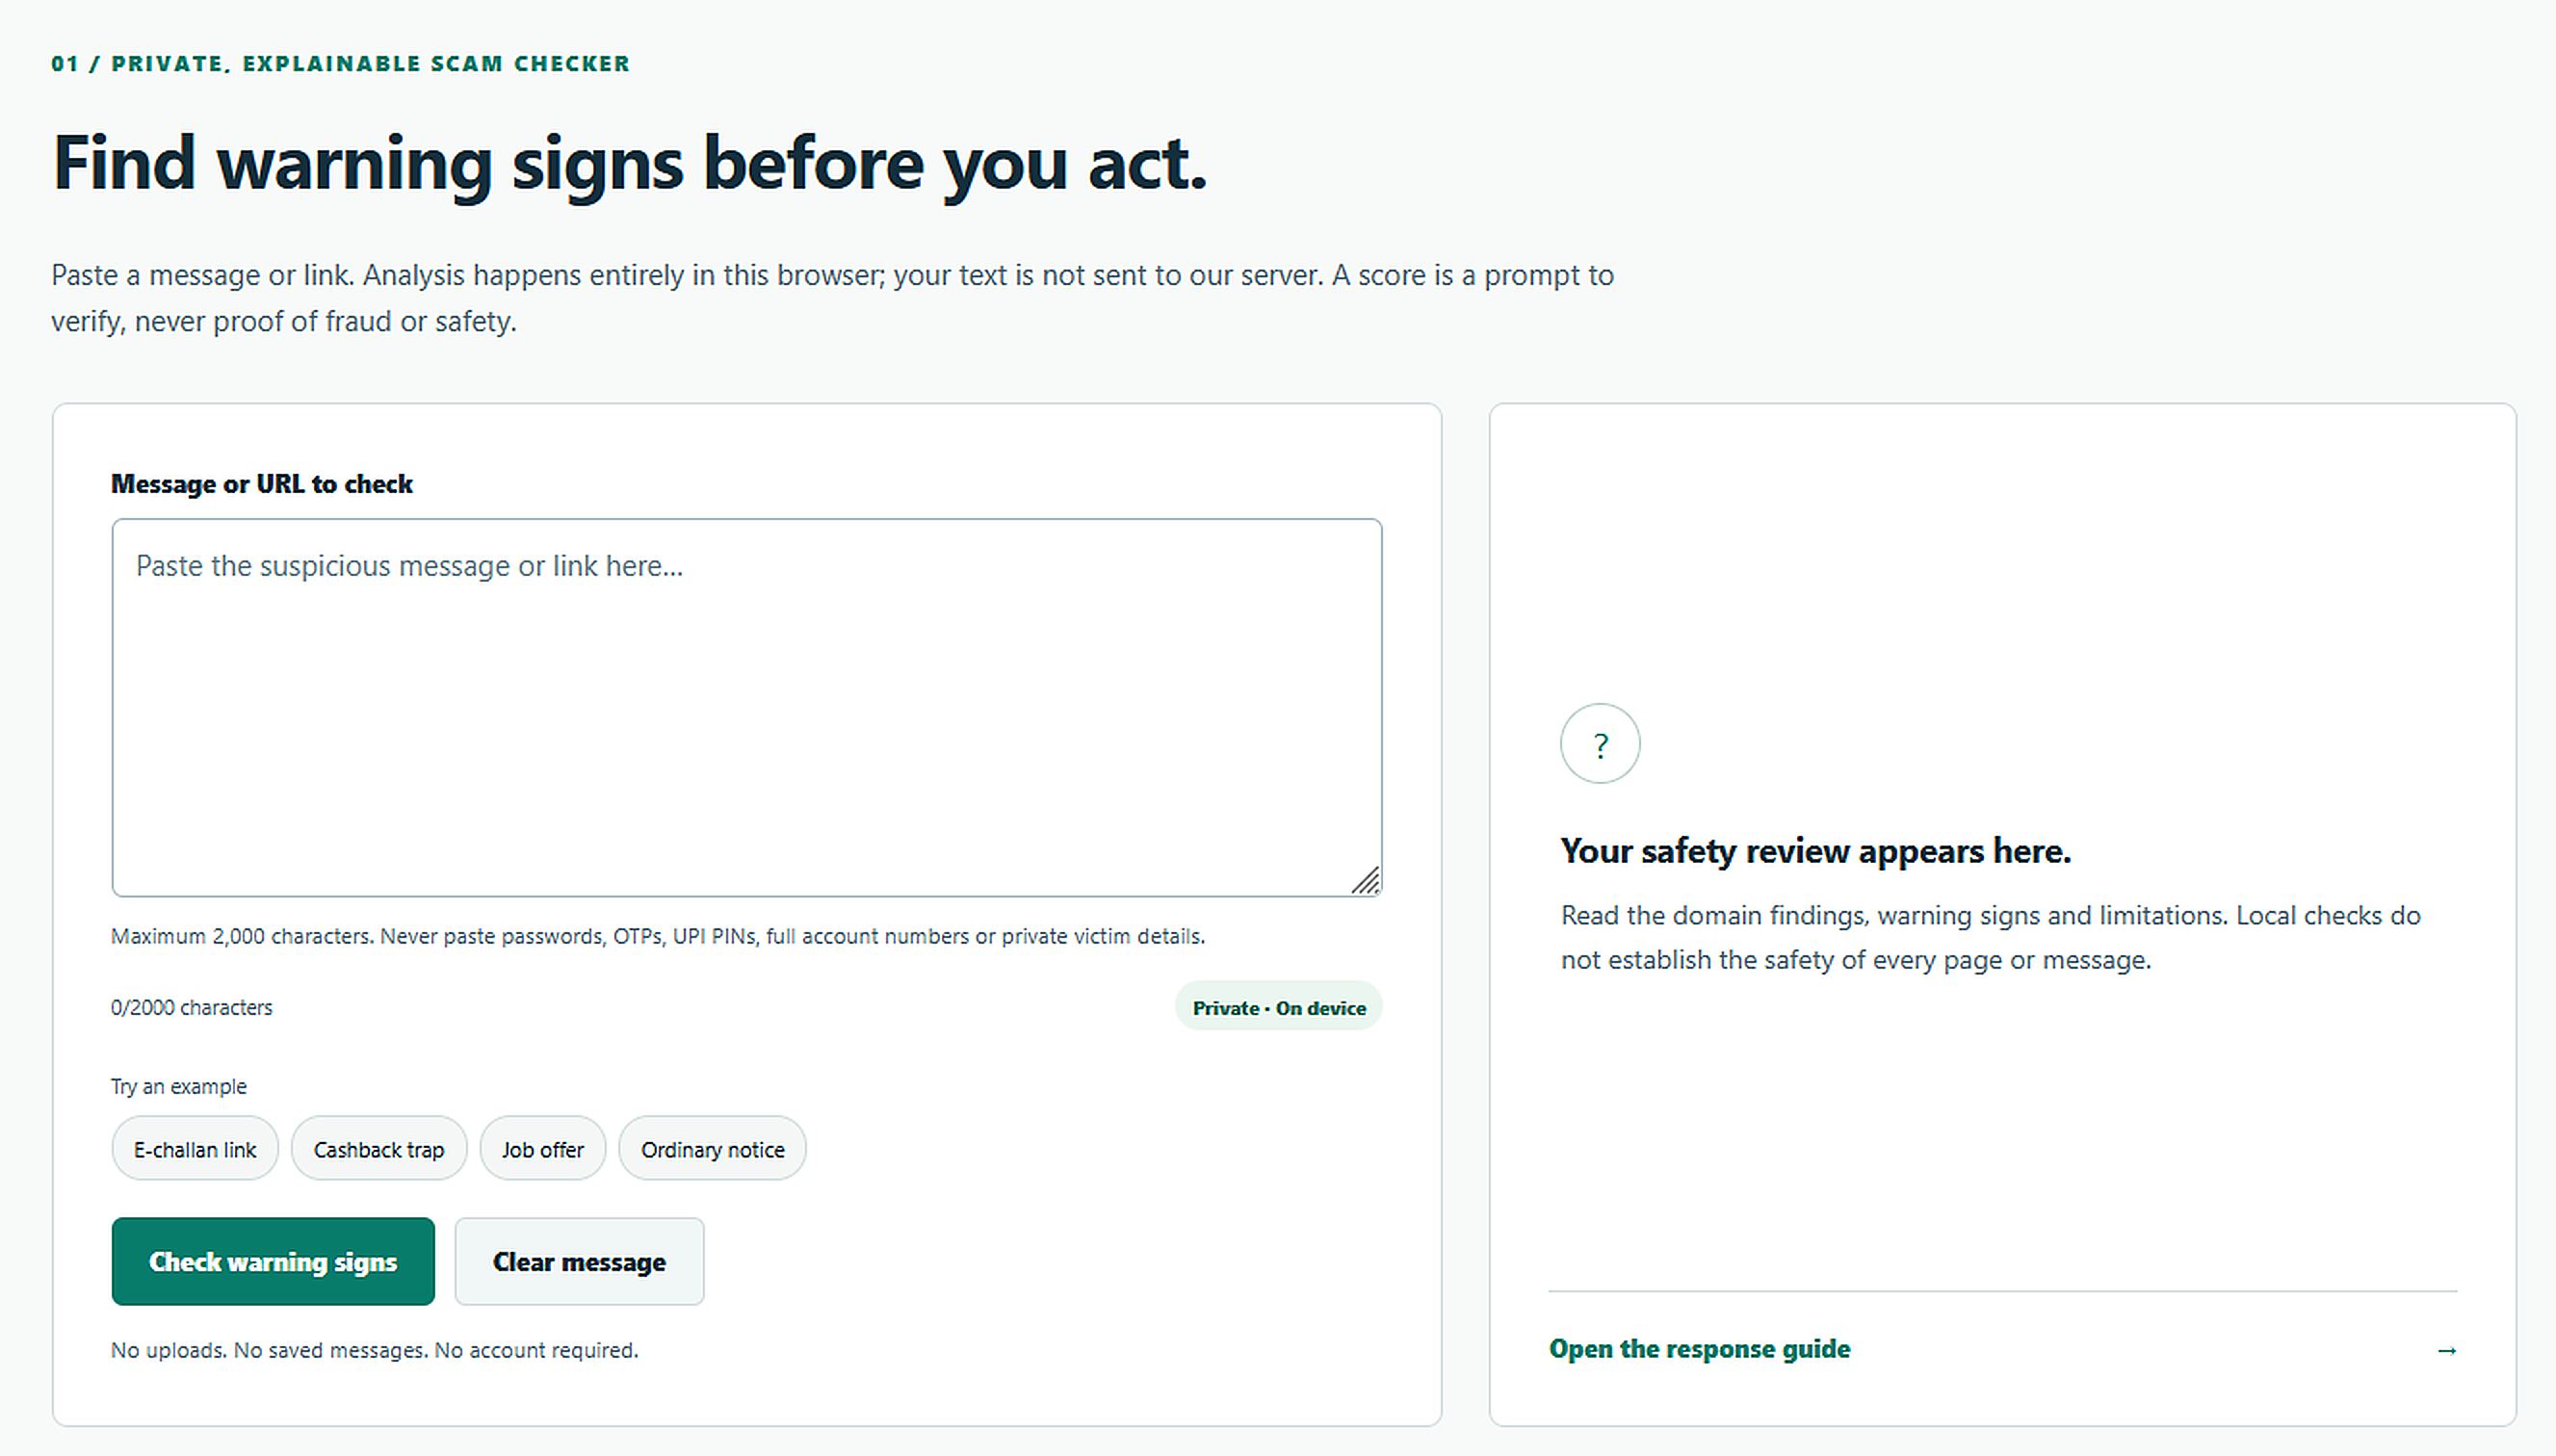 01 / PRIVATE, EXPLAINABLE SCAM CHECKER
Find warning signs before you act.
Paste a message or link. Analysis happens entirely in this browser; your text is not sent to our server. A score is a prompt to
verify, never proof of fraud or safety.
Message or URL to check
Paste the suspicious message or link here...
Maximum 2,000 characters. Never paste passwords, OTPs, UPI PINs, full account numbers or private victim details.
0/2000 characters
Private • On device
Try an example
E-challan link
Cashback trap
Job offer
Ordinary notice
Check warning signs
Clear message
No uploads. No saved messages. No account required.
?
Your safety review appears here.
Read the domain findings, warning signs and limitations. Local checks do
not establish the safety of every page or message.
Open the response guide →